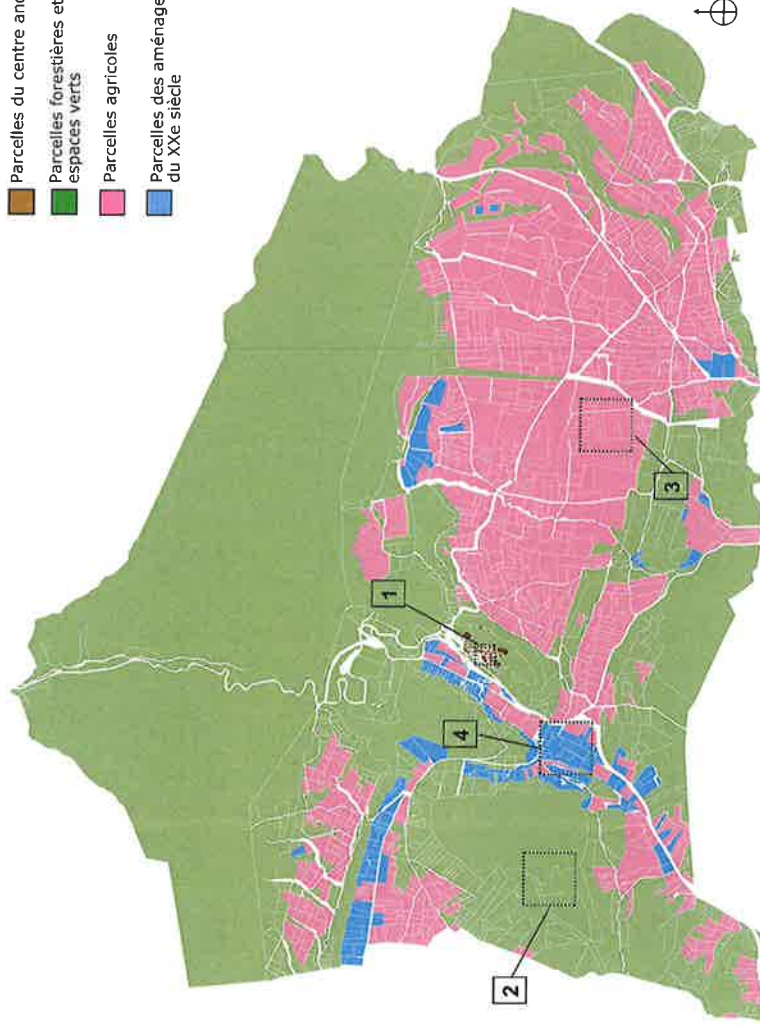 Parcelles du centre anc
Parcelles forestières et
espaces verts
Parcelles agricoles
Parcelles des aménage
du XXe siècle
1
4
3
2